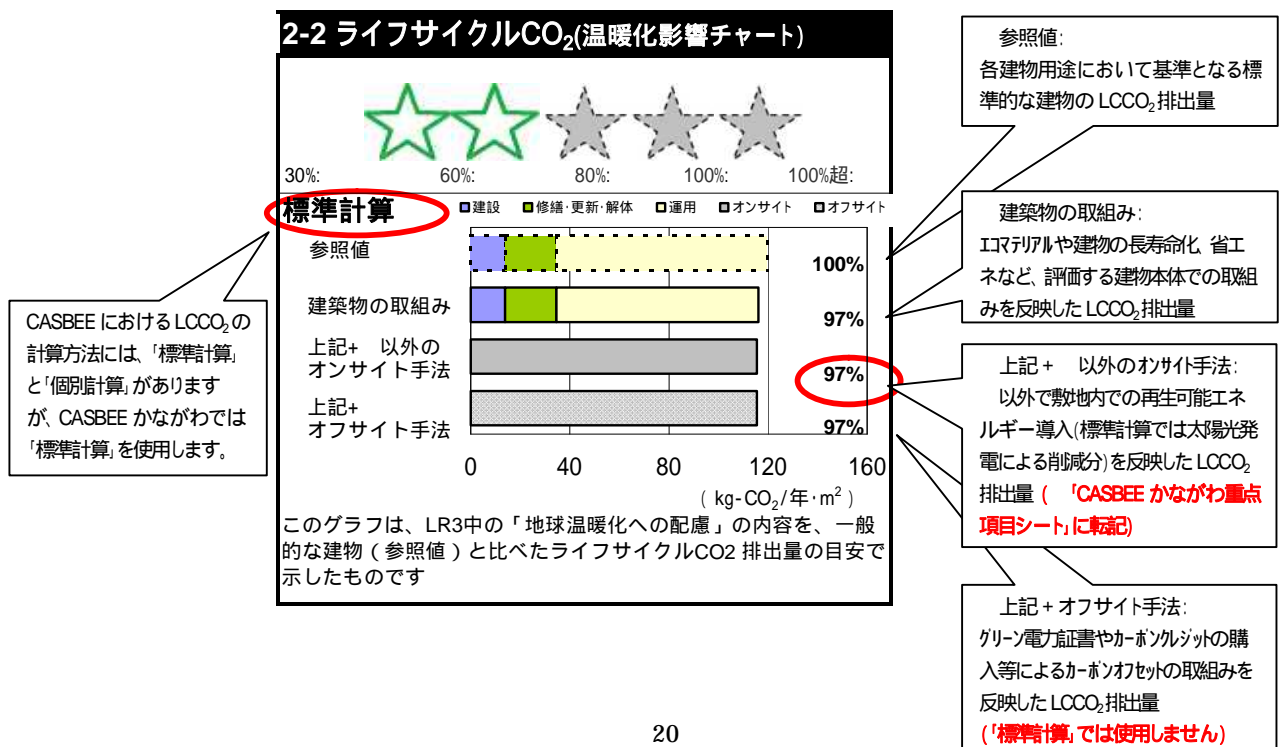 2-2 ライフサイクルCO2(温暖化影響チャート)
30%: 60%: 80%: 100%: 100%超:
標準計算
建設 修繕・更新・解体 運用 オンサイト オフサイト
参照値
100%
建築物の取組み
97%
上記+ 以外の
オンサイト手法
97%
上記+
オフサイト手法
97%
0 40 80 120 160
( kg-CO2/年・m2 )
このグラフは、LR3中の「地球温暖化への配慮」の内容を、一般
的な建物(参照値)と比べたライフサイクルCO2 排出量の目安で
示したものです
CASBEE における LCCO2 の
計算方法には、「標準計算」
と「個別計算」があります
が、CASBEE かながわでは
「標準計算」を使用します。
参照値:
各建物用途において基準となる標
準的な建物の LCCO2 排出量
建築物の取組み:
エコマテリアルや建物の長寿命化、省エ
ネなど、評価する建物本体での取組
みを反映した LCCO2 排出量
上記+ 以外のオンサイト手法:
以外で敷地内での再生可能エネ
ルギー導入(標準計算では太陽光発
電による削減分)を反映した LCCO2
排出量 ( 「CASBEE かながわ重点
項目シート」に転記)
上記+オフサイト手法:
グリーン電力証書やカーボンクレジットの購
入等によるカーボンオフセットの取組みを
反映した LCCO2 排出量
(「標準計算」では使用しません)
20